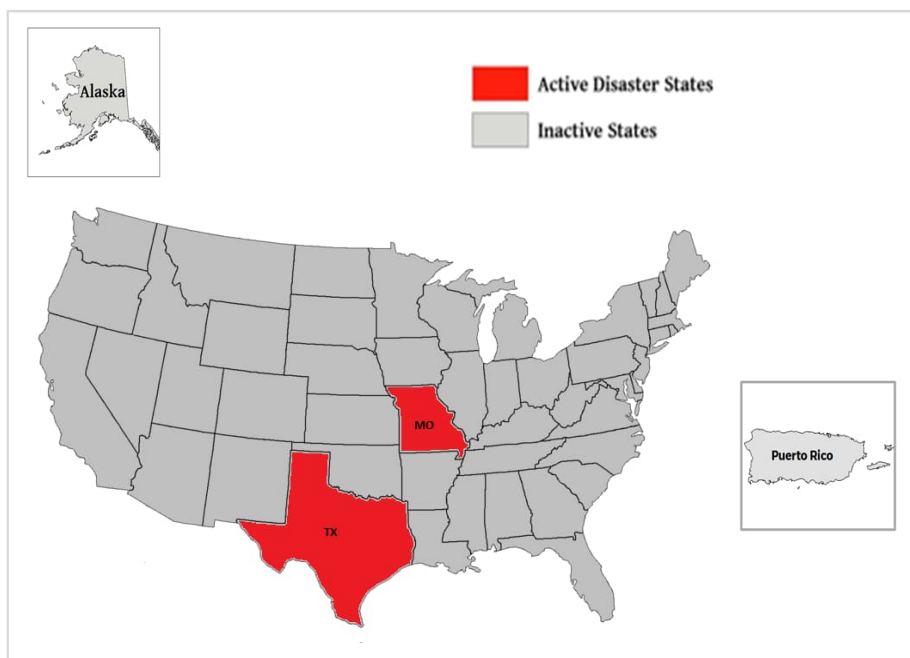 Alaska
Active Disaster States
Inactive States
MO
Puerto Rico
TX